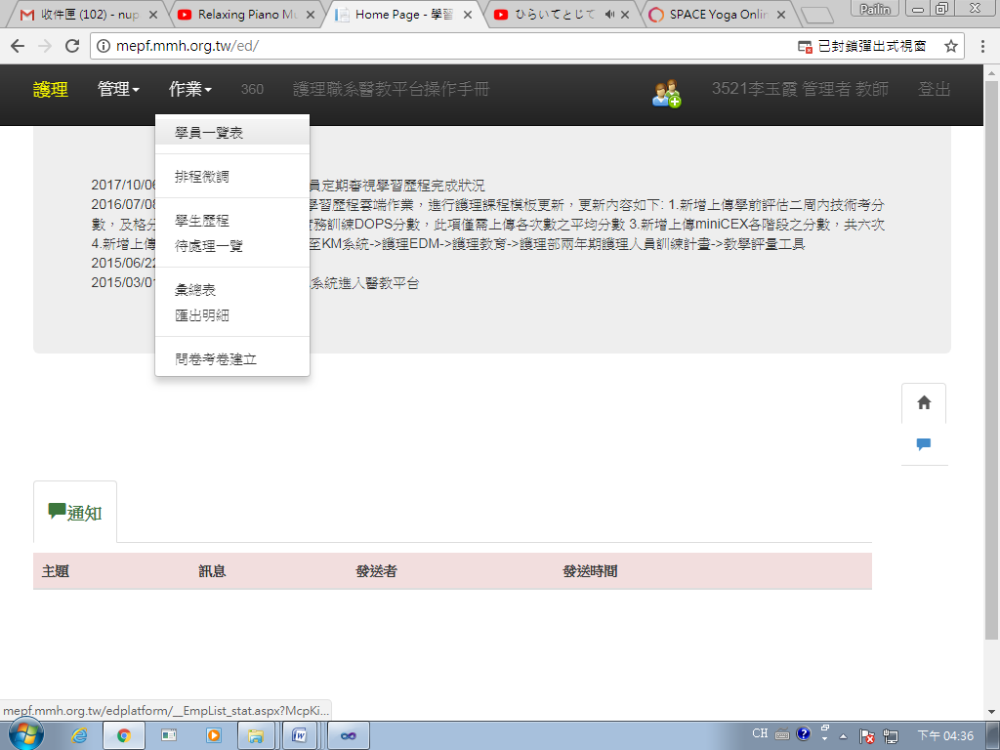 收件匣 (102) - nup
Relaxing Piano Mu
Home Page - 學習
ひらいてとじて
SPACE Yoga Onlin
Pailin
mepf.mmh.org.tw/ed/
已封鎖彈出式視窗
護理 管理 作業 360 護理職系醫教平台操作手冊 3521李玉霞 管理者 教師 登出
學員一覽表
排程微調
學生歷程
待處理一覽
彙總表
匯出明細
問卷考卷建立
2017/10/06 員定期審視學習歷程完成狀況
2016/07/08 學習歷程雲端作業，進行護理課程模板更新，更新內容如下: 1.新增上傳學前評估二周內技術考分
數，及格分 實務訓練DOPS分數，此項僅需上傳各次數之平均分數 3.新增上傳miniCEX各階段之分數，共六次
4.新增上傳 至KM系統->護理EDM->護理教育->護理部兩年期護理人員訓練計畫->教學評量工具
2015/06/22
2015/03/01 系統進入醫教平台
通知
主題 訊息 發送者 發送時間
mepf.mmh.org.tw/edplatform/__EmpList_stat.aspx?McpKi...
CH
下午 04:36